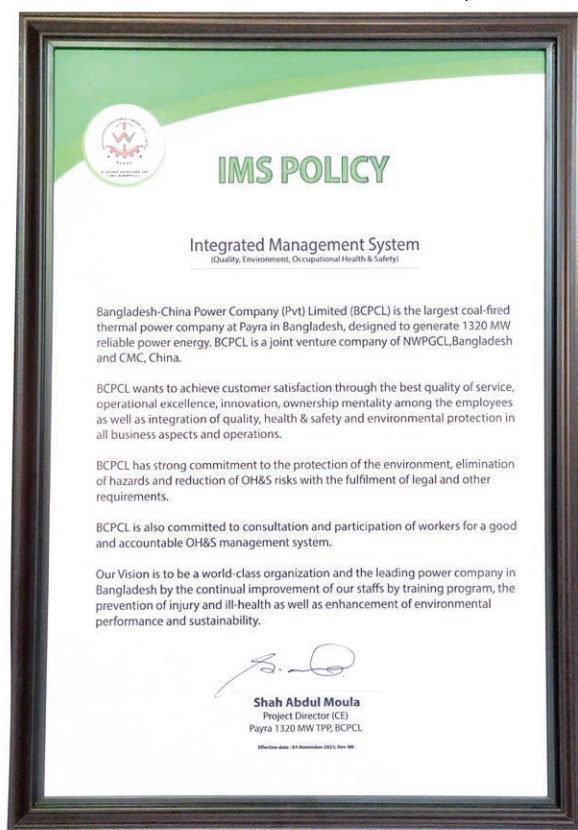 IMS POLICY
Integrated Management System
(Quality, Environment, Occupational Health & Safety)
Bangladesh-China Power Company (Pvt) Limited (BCPCL) is the largest coal-fired
thermal power company at Payra in Bangladesh, designed to generate 1320 MW
reliable power energy. BCPCL is a joint venture company of NWPGCL,Bangladesh
and CMC, China.
BCPCL wants to achieve customer satisfaction through the best quality of service,
operational excellence, innovation, ownership mentality among the employees
as well as integration of quality, health & safety and environmental protection in
all business aspects and operations.
BCPCL has strong commitment to the protection of the environment, elimination
of hazards and reduction of OH&S risks with the fulfilment of legal and other
requirements.
BCPCL is also committed to consultation and participation of workers for a good
and accountable OH&S management system.
Our Vision is to be a world-class organization and the leading power company in
Bangladesh by the continual improvement of our staffs by training program, the
prevention of injury and ill-health as well as enhancement of environmental
performance and sustainability.
Shah Abdul Moula
Project Director (CE)
Payra 1320 MW TPP, BCPCL
Effective date : 01 November 2021, Rev